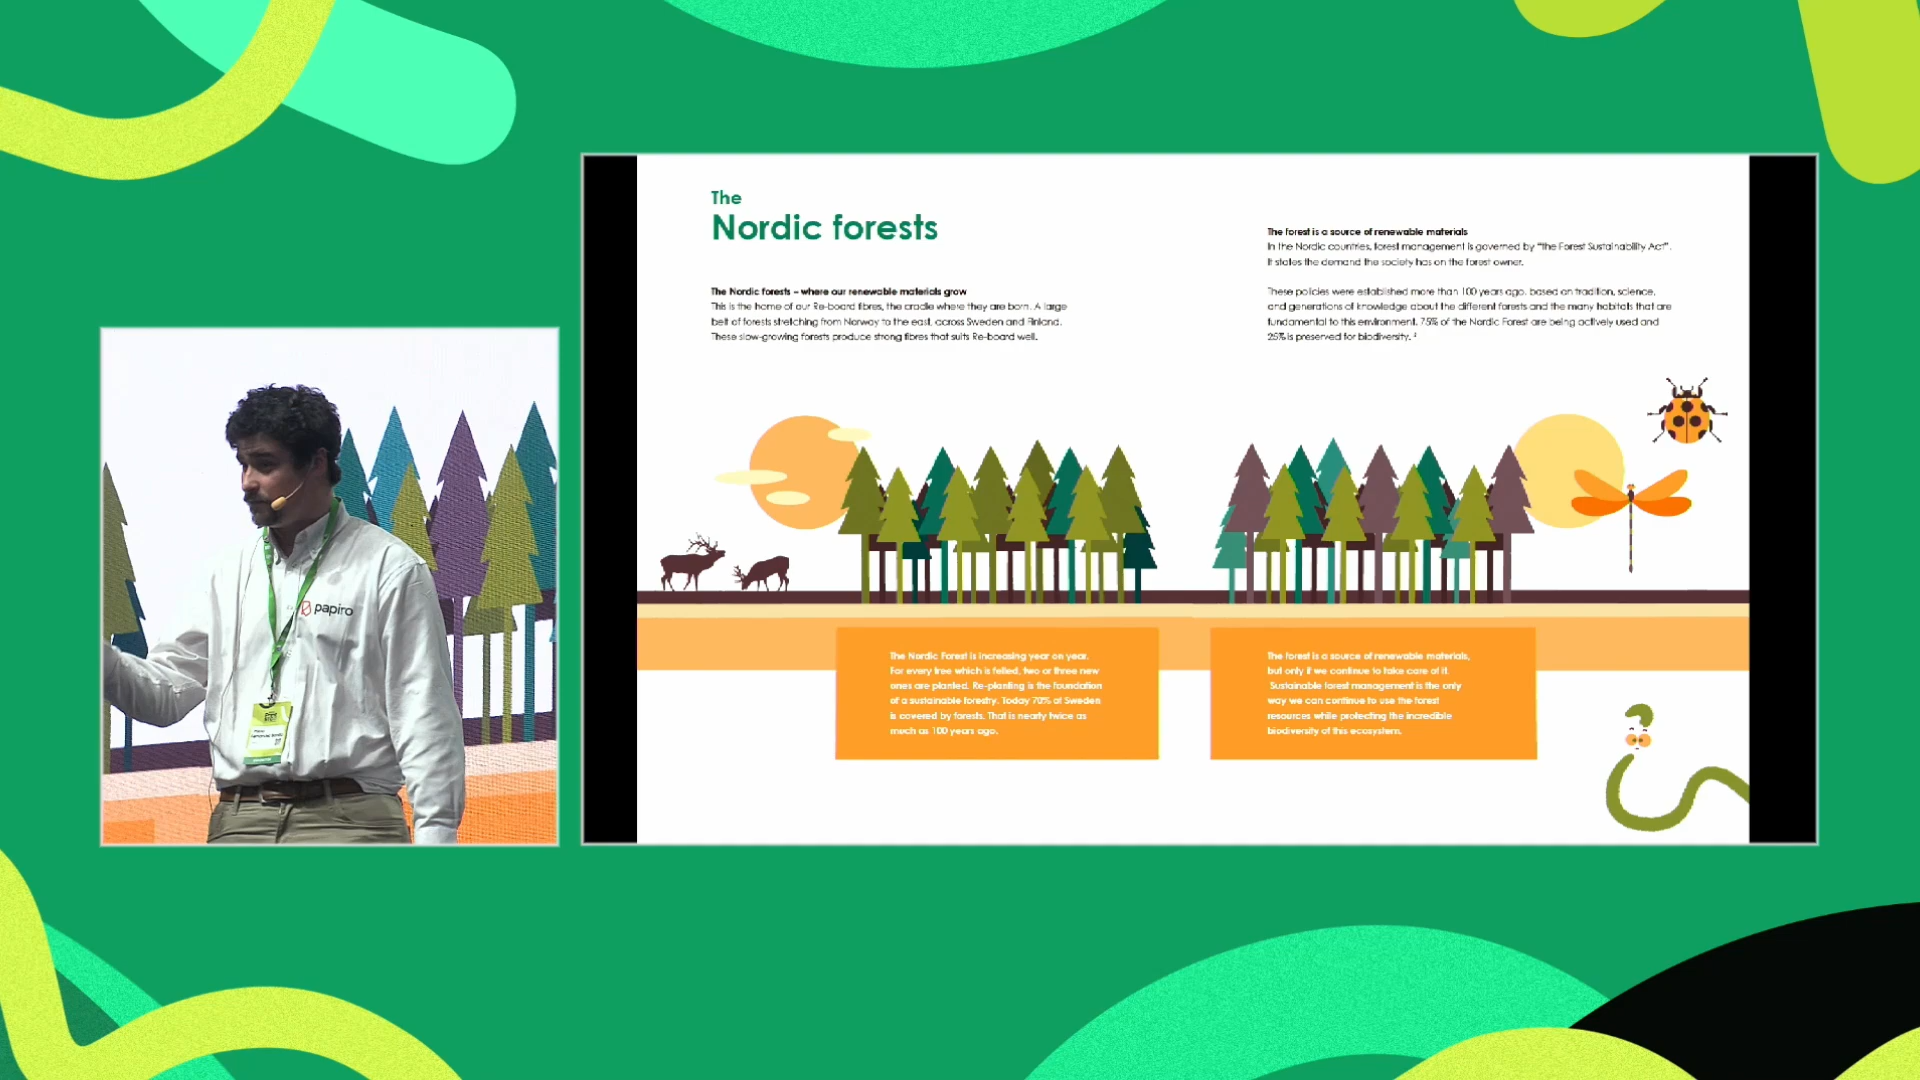 The
Nordic forests
The Nordic forests – where our renewable materials grow
This is the home of our Re-board fibres, the cradle where they are born. A large
belt of forests stretching from Norway to the east, across Sweden and Finland.
These slow-growing forests produce strong fibres that suits Re-board well.
The forest is a source of renewable materials
In the Nordic countries, forest management is governed by "the Forest Sustainability Act".
It states the demand the society has on the forest owner.
These policies were established more than 100 years ago, based on tradition, science,
and generations of knowledge about the different forests and the many habitats that are
fundamental to this environment. 75% of the Nordic Forest are being actively used and
25% is preserved for biodiversity. ²
The Nordic Forest is increasing year on year.
For every tree which is felled, two or three new
ones are planted. Re-planting is the foundation
of a sustainable forestry. Today 70% of Sweden
is covered by forests. That is nearly twice as
much as 100 years ago.
The forest is a source of renewable materials,
but only if we continue to take care of it.
Sustainable forest management is the only
way we can continue to use the forest
resources while protecting the incredible
biodiversity of this ecosystem.
papiro